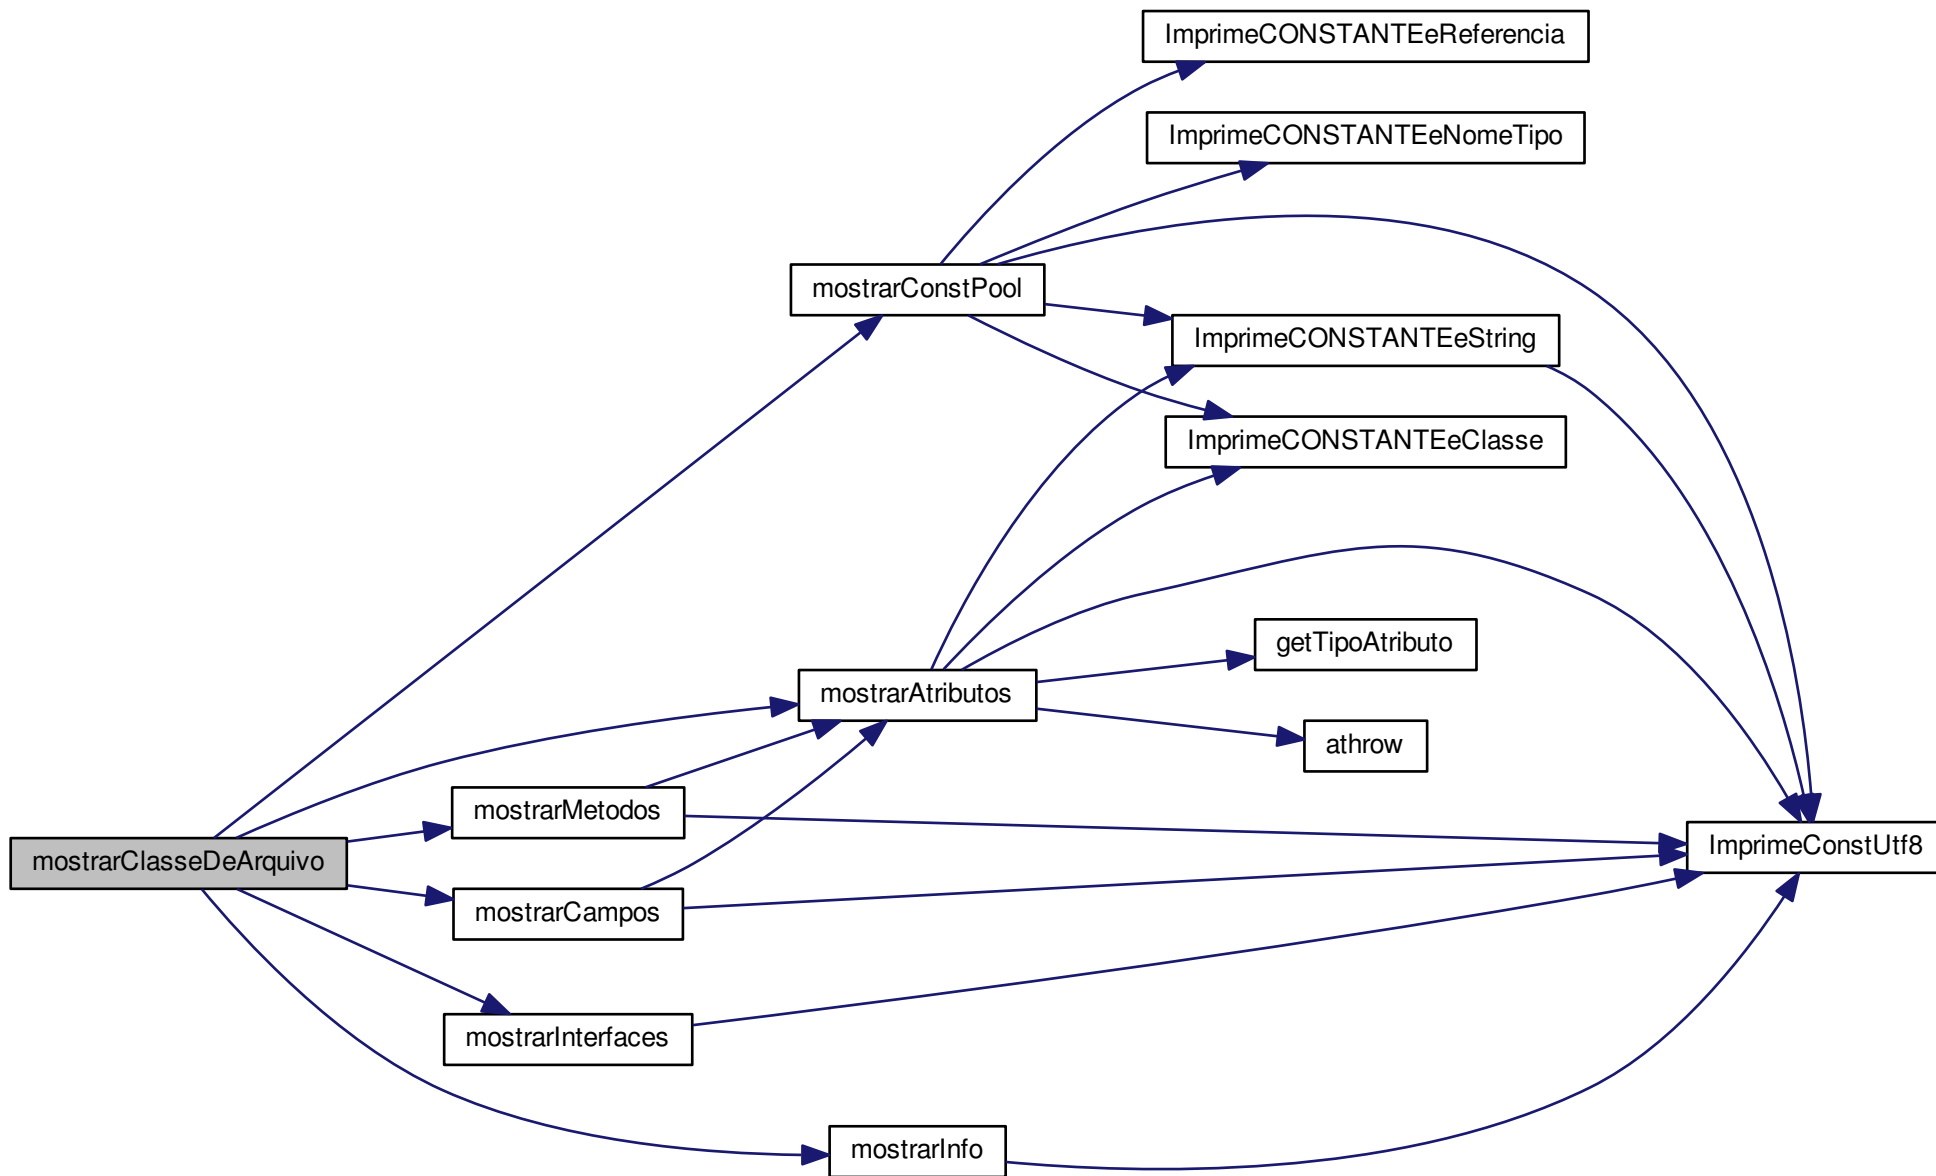 ImprimeCONSTANTEeReferencia
ImprimeCONSTANTEeNomeTipo
mostrarConstPool
ImprimeCONSTANTEeString
ImprimeCONSTANTEeClasse
getTipoAtributo
mostrarAtributos
athrow
mostrarMetodos
ImprimeConstUtf8
mostrarClasseDeArquivo
mostrarCampos
mostrarInterfaces
mostrarInfo